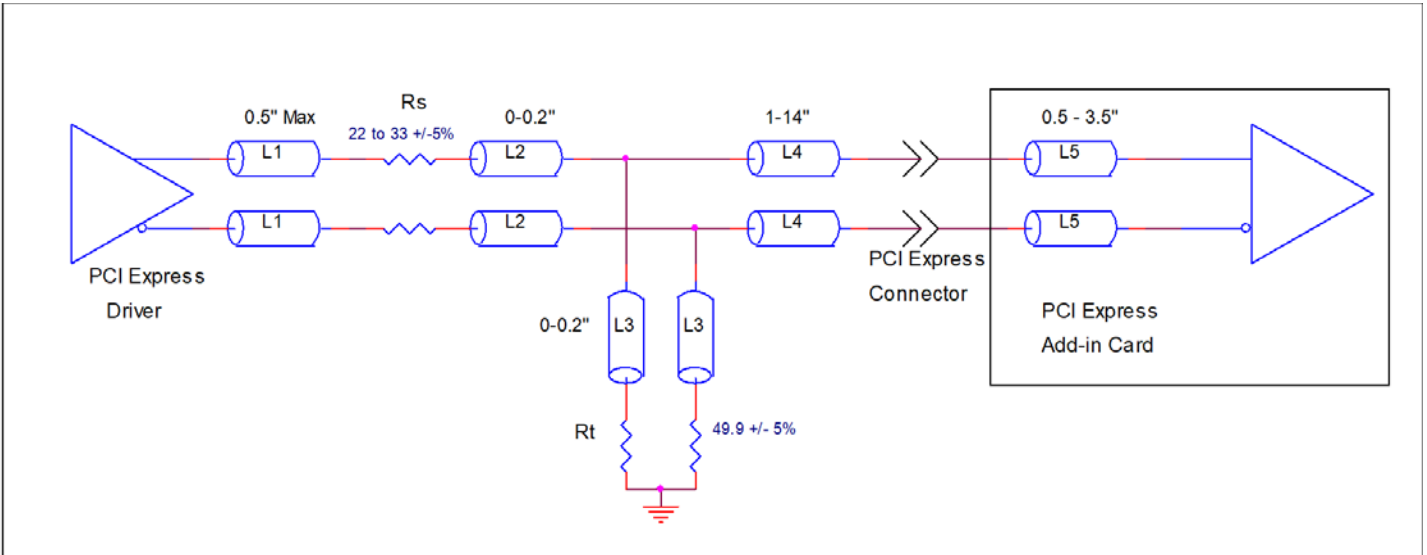 Rs
0.5" Max
22 to 33 +/-5%
0-0.2"
1-14"
0.5 - 3.5"
L1
L2
L4
L5
L1
L2
L4
L5
PCI Express
Driver
PCI Express
Connector
0-0.2"
L3
L3
PCI Express
Add-in Card
Rt
49.9 +/- 5%